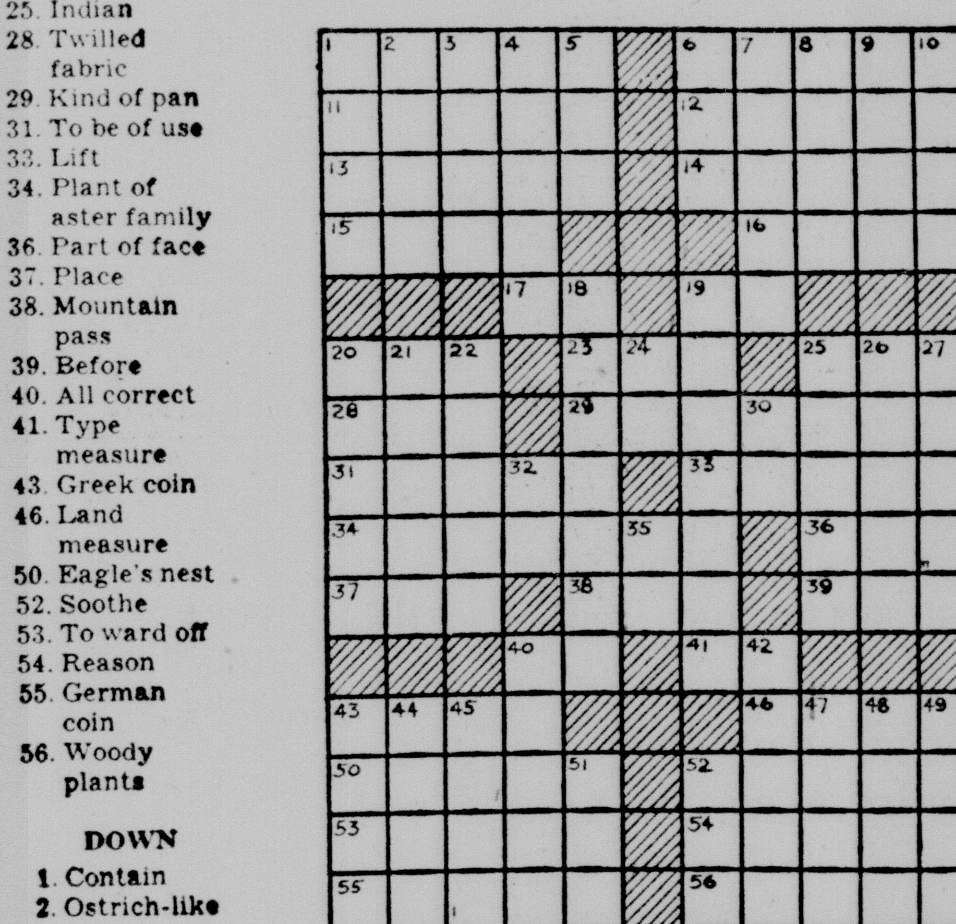 25. Indian
28. Twilled
fabric
29. Kind of pan
31. To be of use
33. Lift
34. Plant of
aster family
36. Part of face
37. Place
38. Mountain
pass
39. Before
40. All correct
41. Type
measure
43. Greek coin
46. Land
measure
50. Eagle's nest
52. Soothe
53. To ward off
54. Reason
55. German
coin
56. Woody
plants
DOWN
1. Contain
2. Ostrich-like
1 2 3 4 5 6 7 8 9 10
11 12
13 14
15 16
17 18 19
20 21 22 23 24 25 26 27
28 29 30
31 32 33
34 35 36
37 38 39
40 41 42
43 44 45 46 47 48 49
50 51 52
53 54
55 56